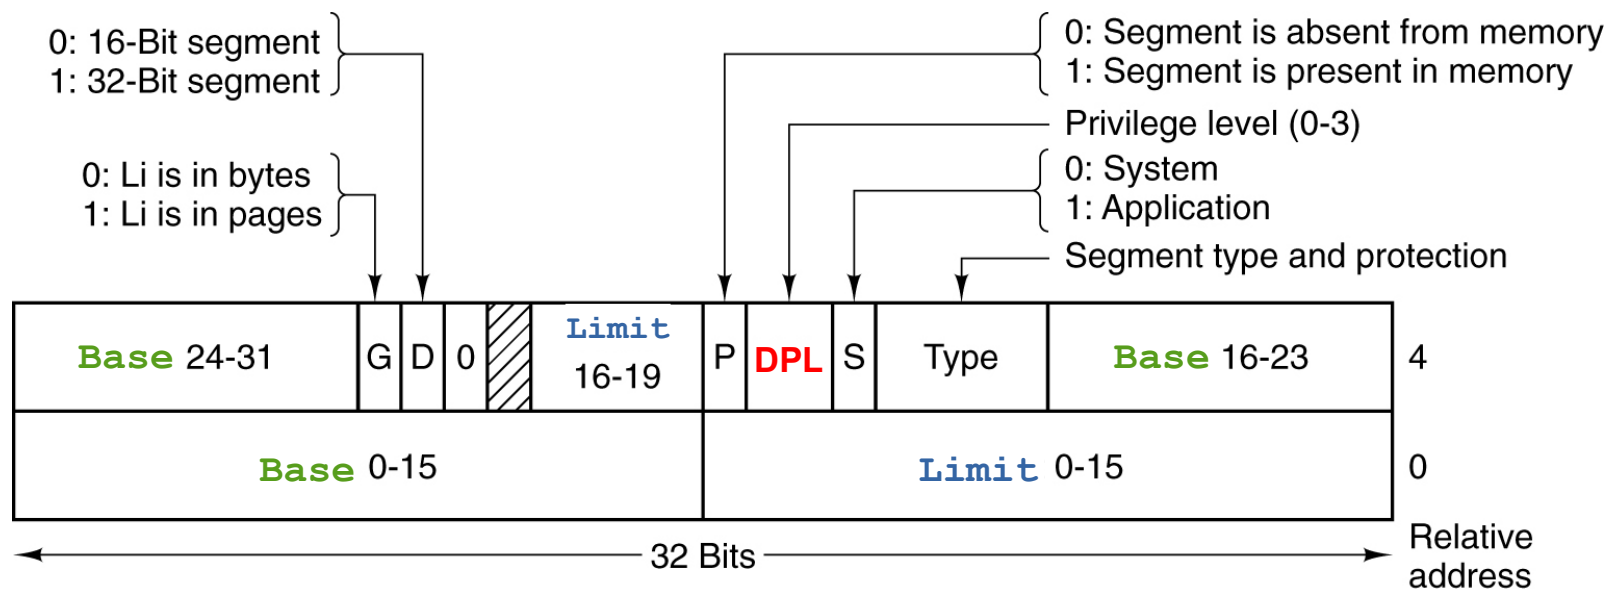 0: 16-Bit segment
1: 32-Bit segment
0: Li is in bytes
1: Li is in pages
0: Segment is absent from memory
1: Segment is present in memory
Privilege level (0-3)
0: System
1: Application
Segment type and protection
Base 24-31 G D 0 Limit 16-19 P DPL S Type Base 16-23 4
Base 0-15 Limit 0-15 0
32 Bits
Relative
address